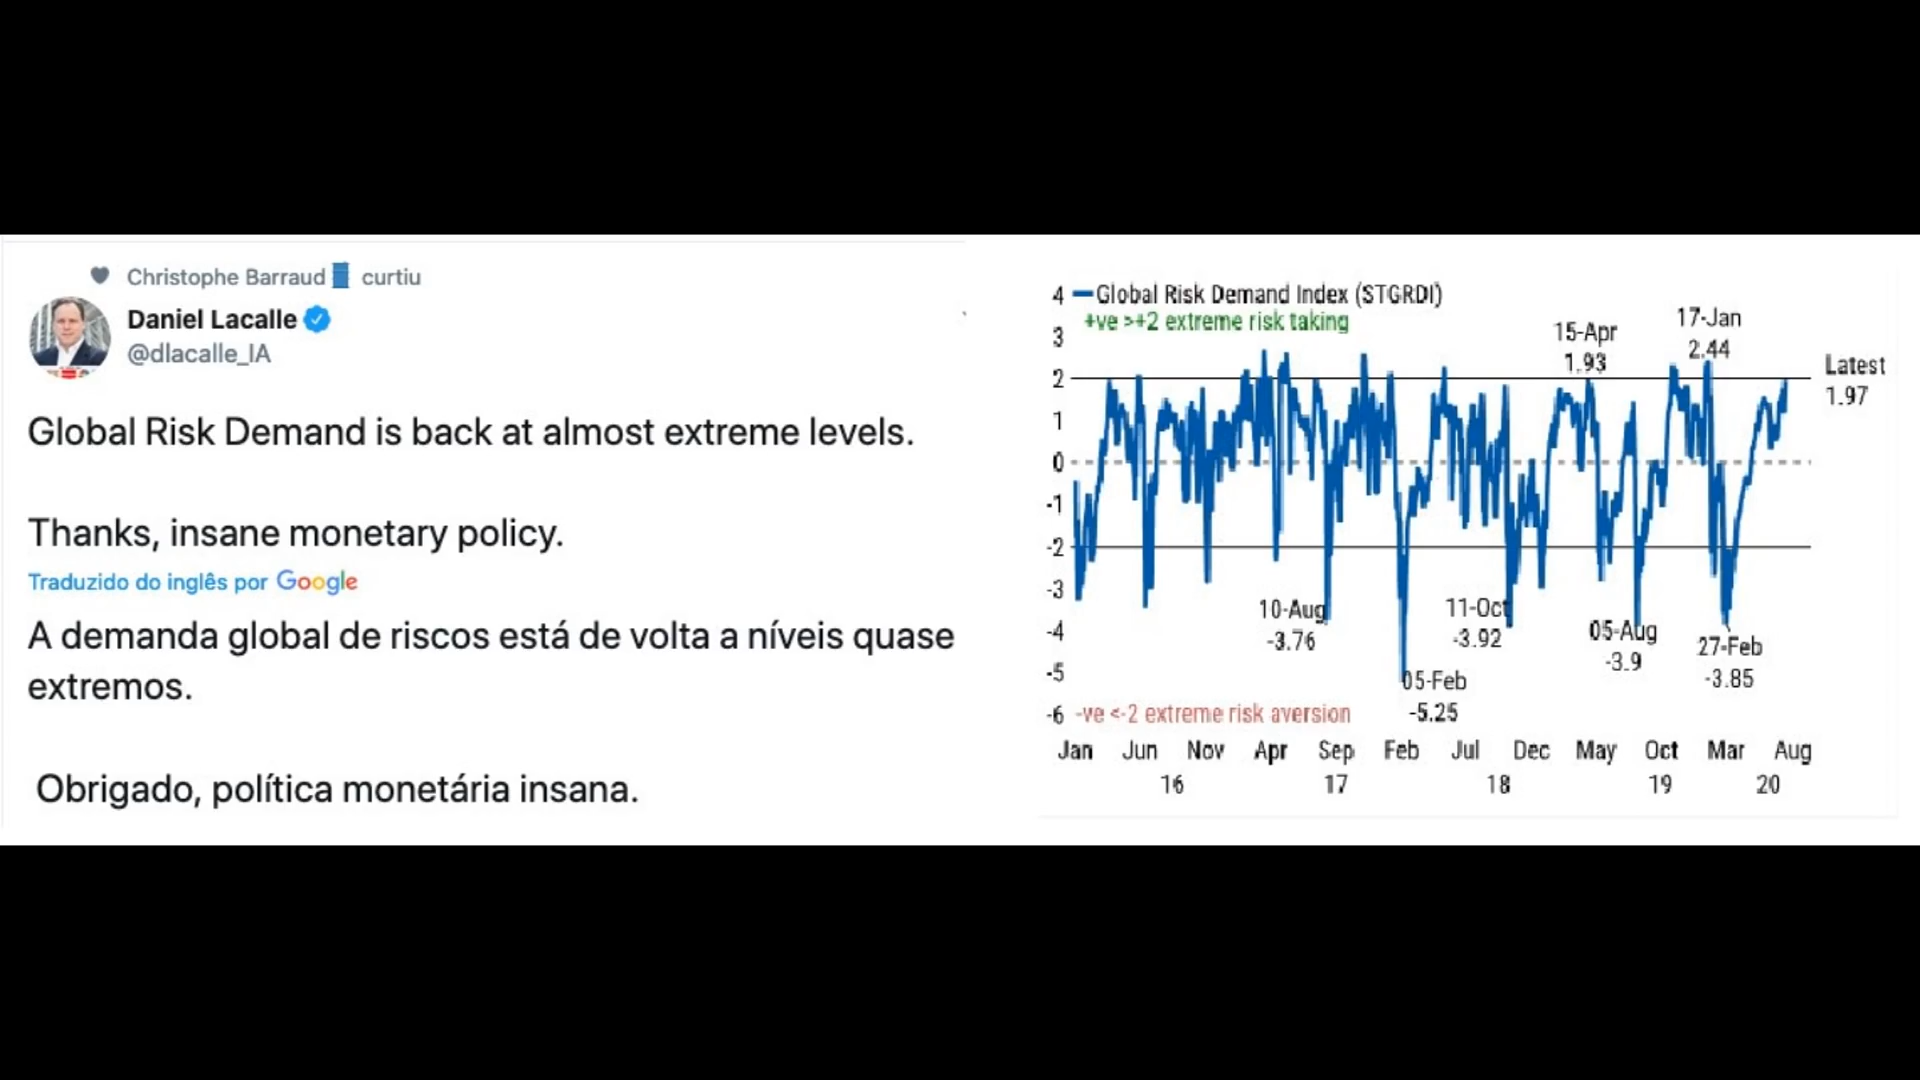 Christophe Barraud curtiu
Daniel Lacalle
@dlacalle_IA
Global Risk Demand is back at almost extreme levels.
Thanks, insane monetary policy.
Traduzido do inglês por Google
A demanda global de riscos está de volta a níveis quase
extremos.
Obrigado, política monetária insana.
Global Risk Demand Index (STGRDI)
+ve >+2 extreme risk taking
4
3
2
1
0
-1
-2
-3
-4
-5
-6
15-Apr
1.93
17-Jan
2.44
Latest
1.97
10-Aug
-3.76
11-Oct
-3.92
05-Aug
-3.9
27-Feb
-3.85
05-Feb
-5.25
-ve <-2 extreme risk aversion
Jan Jun Nov Apr Sep Feb Jul Dec May Oct Mar Aug
16 17 18 19 20